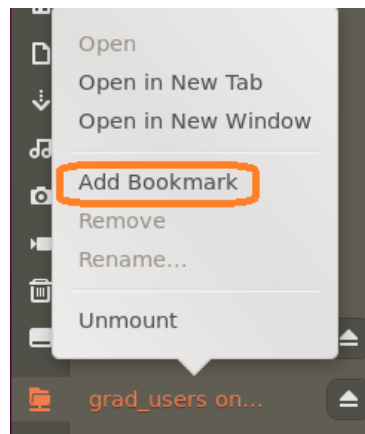 Open
Open in New Tab
Open in New Window
Add Bookmark
Remove
Rename...
Unmount
grad_users on...